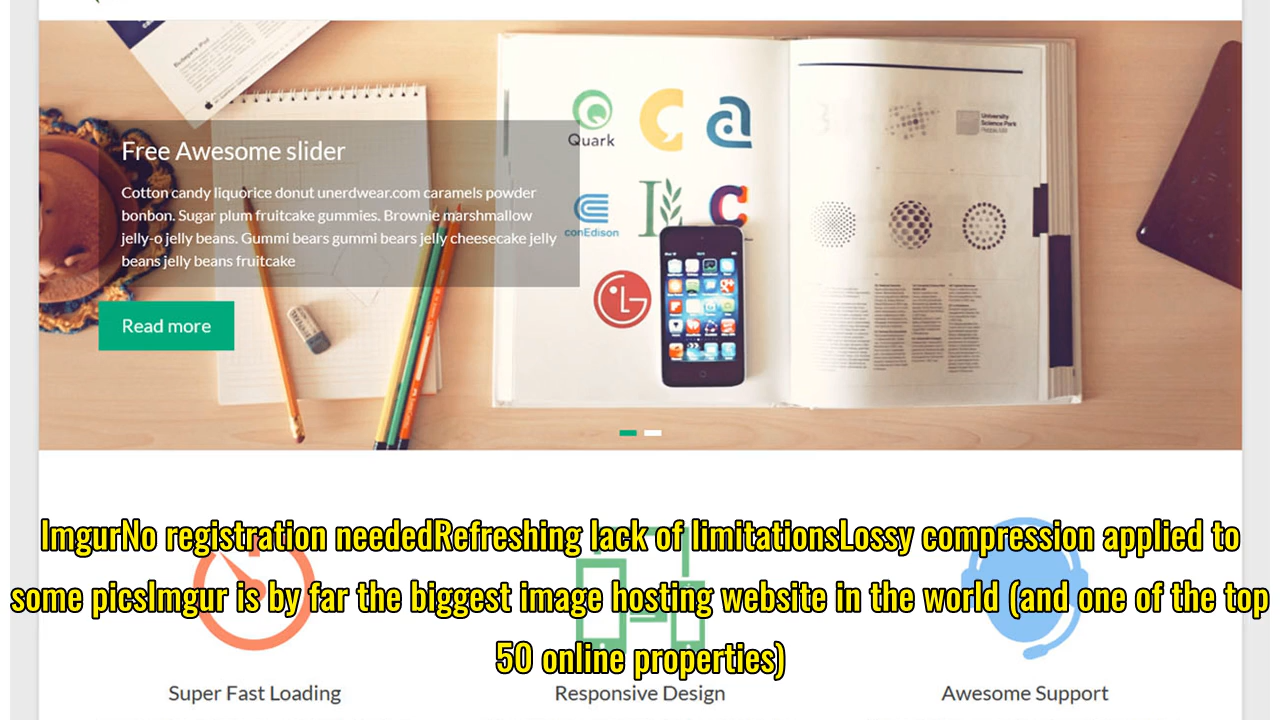 Free Awesome slider
Cotton candy liquorice donut unerdwear.com caramels powder
bonbon. Sugar plum fruitcake gummies. Brownie marshmallow
jelly-o jelly beans. Gummi bears gummi bears jelly cheesecake jelly
beans jelly beans fruitcake
Read more
Quark
conEdison
University
Science Park
ImgurNo registration neededRefreshing lack of limitationsLossy compression applied to
some picsImgur is by far the biggest image hosting website in the world (and one of the top
50 online properties)
Super Fast Loading
Responsive Design
Awesome Support